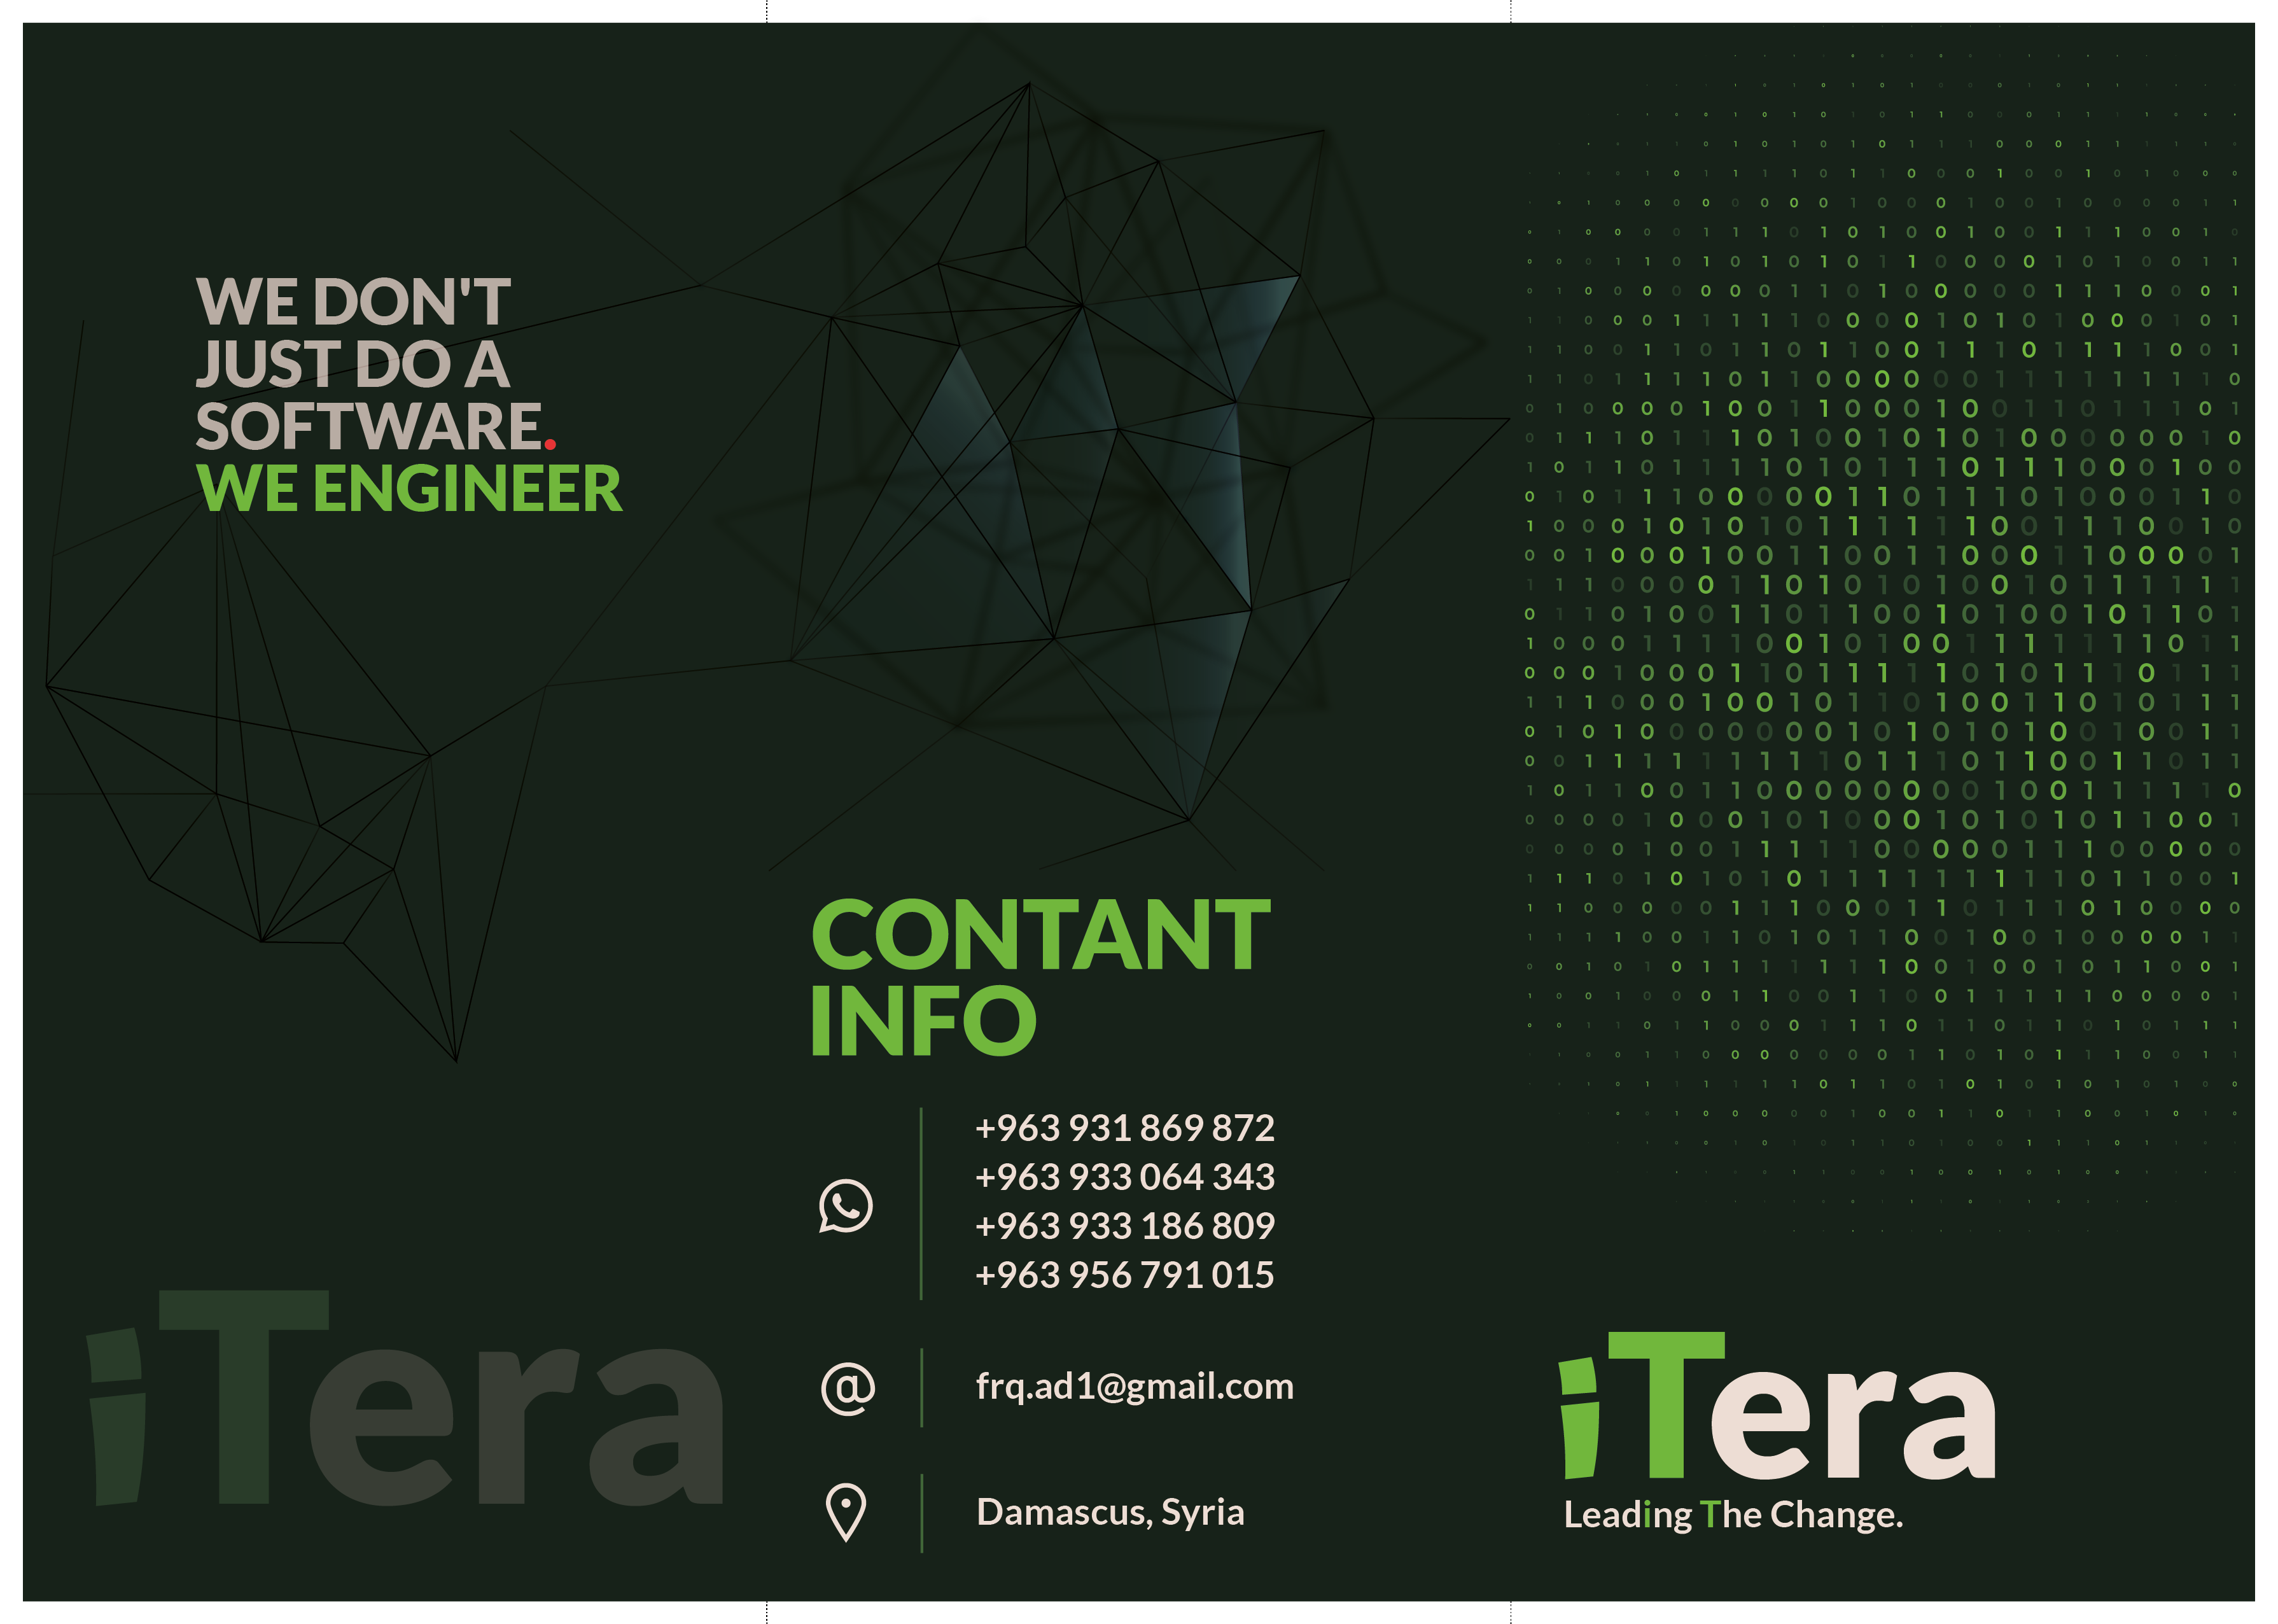 WE DON'T
JUST DO A
SOFTWARE.
WE ENGINEER
iTera
CONTANT
INFO
+963 931 869 872
+963 933 064 343
+963 933 186 809
+963 956 791 015
frq.ad1@gmail.com
Damascus, Syria
iTera
Leading The Change.